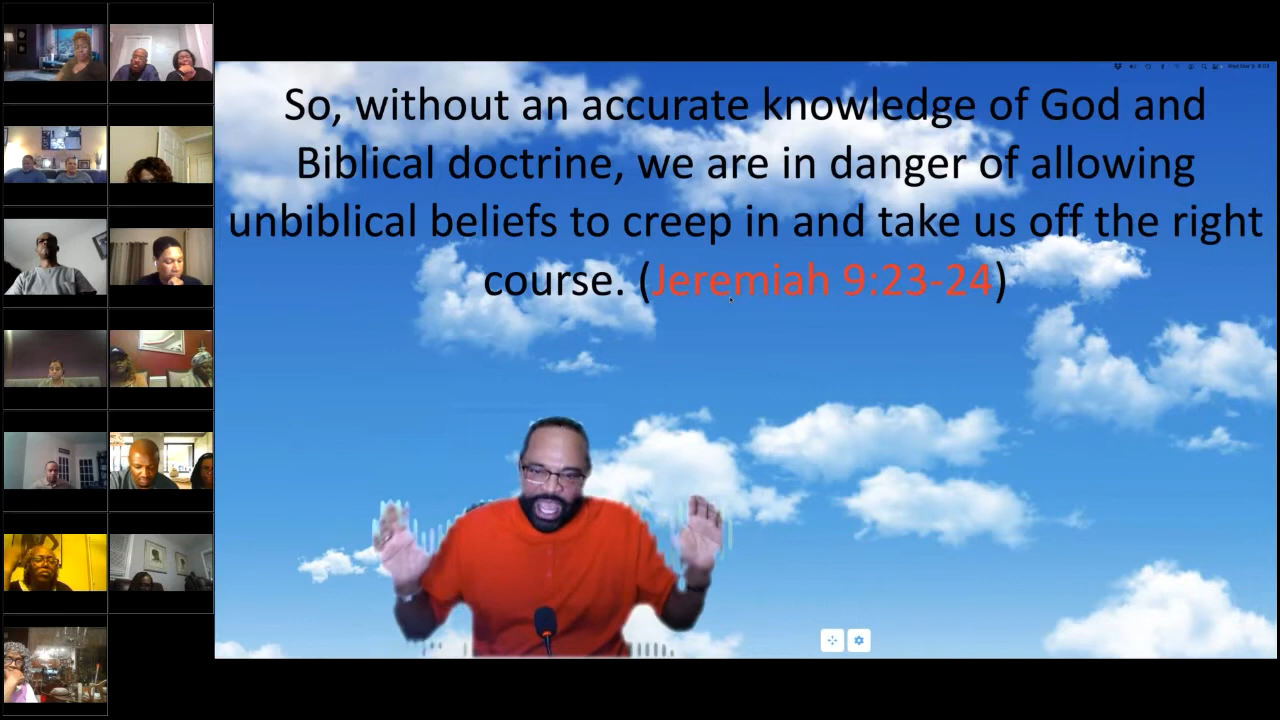 So, without an accurate knowledge of God and
Biblical doctrine, we are in danger of allowing
unbiblical beliefs to creep in and take us off the right
course. (Jeremiah 9:23-24)